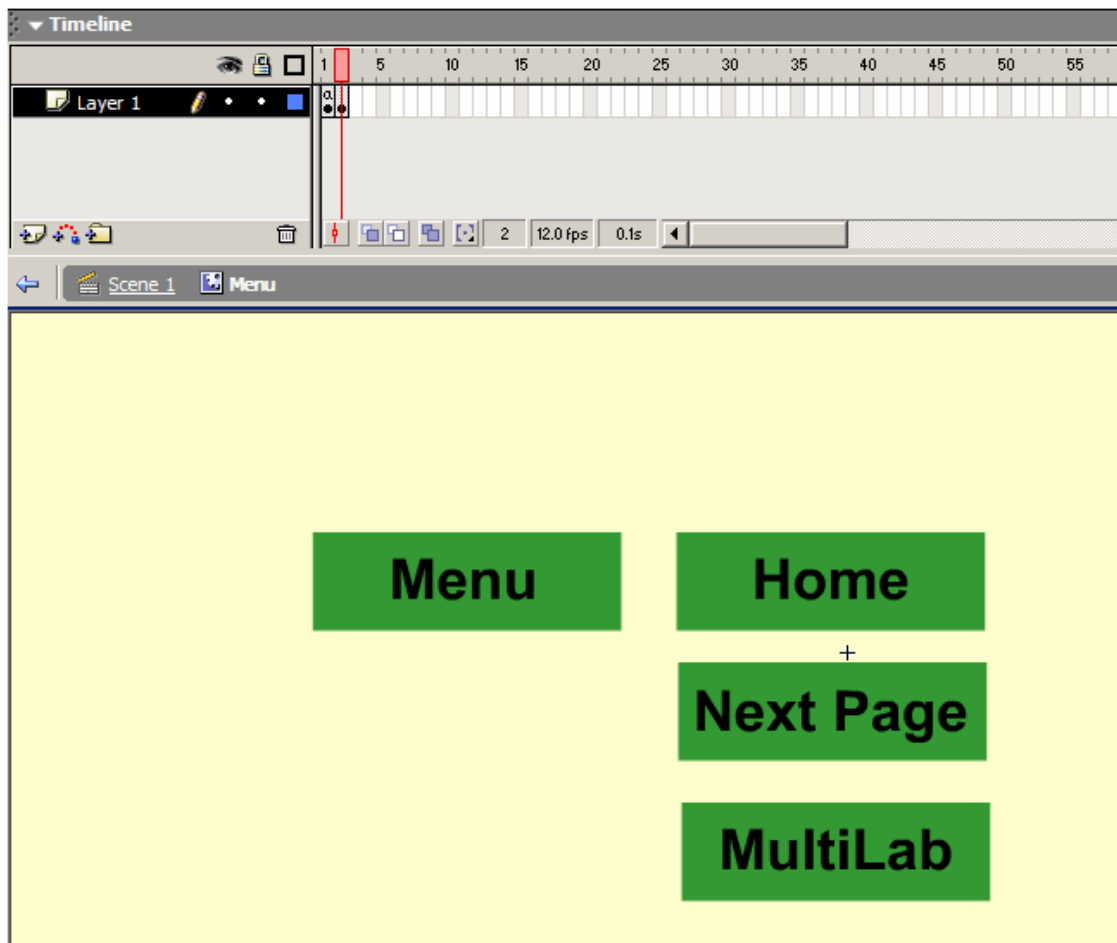 Timeline
1 5 10 15 20 25 30 35 40 45 50 55
Layer 1
a
2 12.0 fps 0.1s
Scene 1 Menu
Menu Home
Next Page
MultiLab